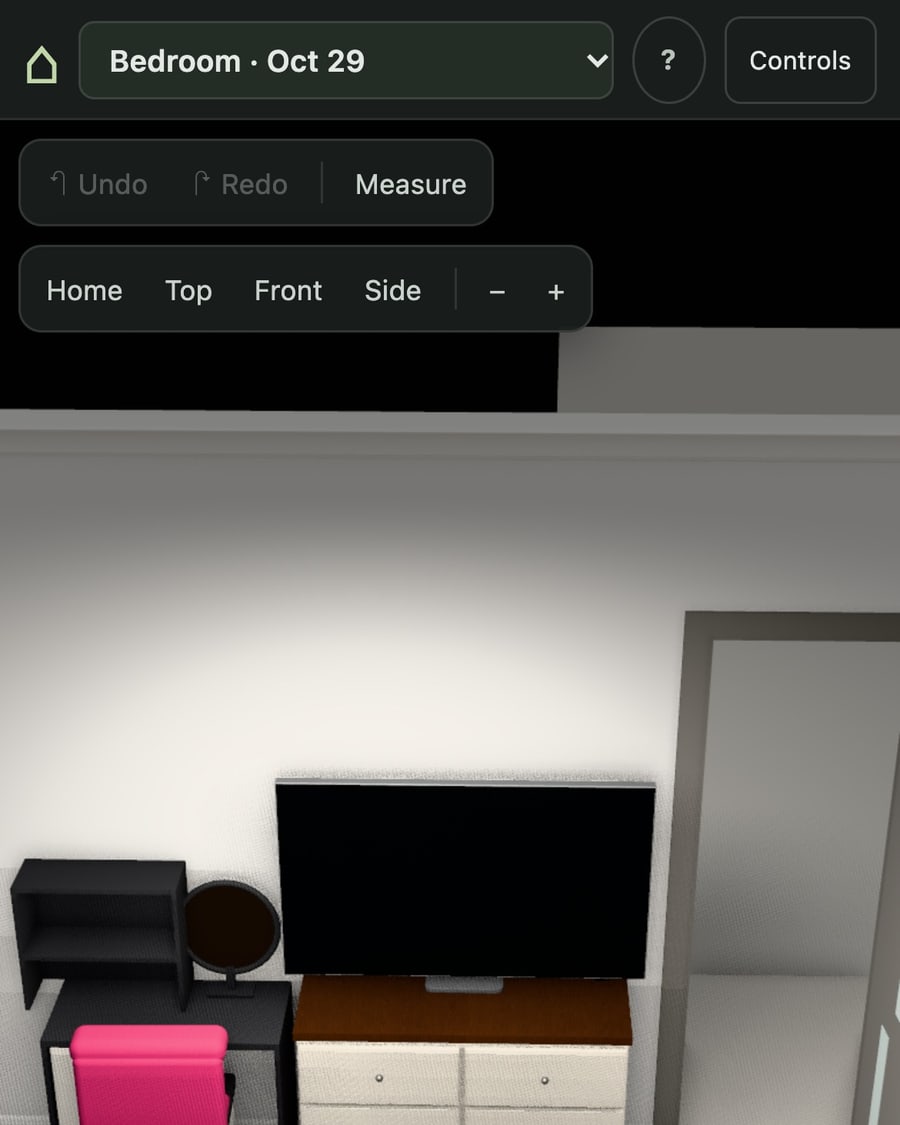 Bedroom · Oct 29
?
Controls
Undo
Redo
Measure
Home
Top
Front
Side
−
+